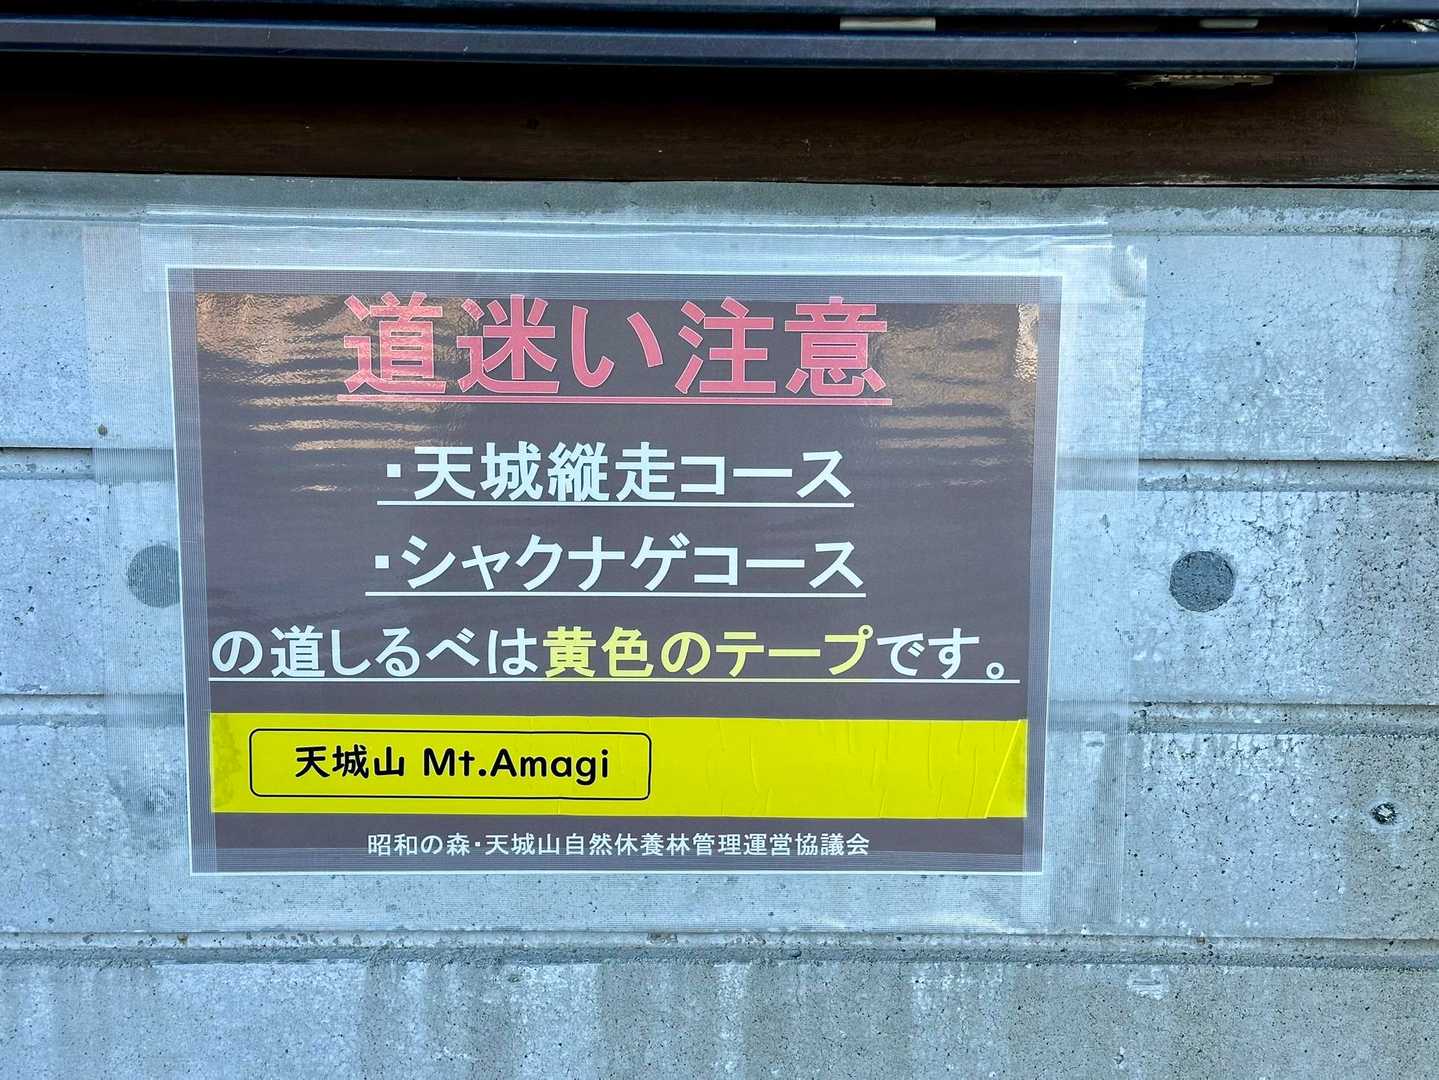 道迷い注意
・天城縦走コース
・シャクナゲコース
の道しるべは黄色のテープです。
天城山 Mt.Amagi
昭和の森・天城山自然休養林管理運営協議会